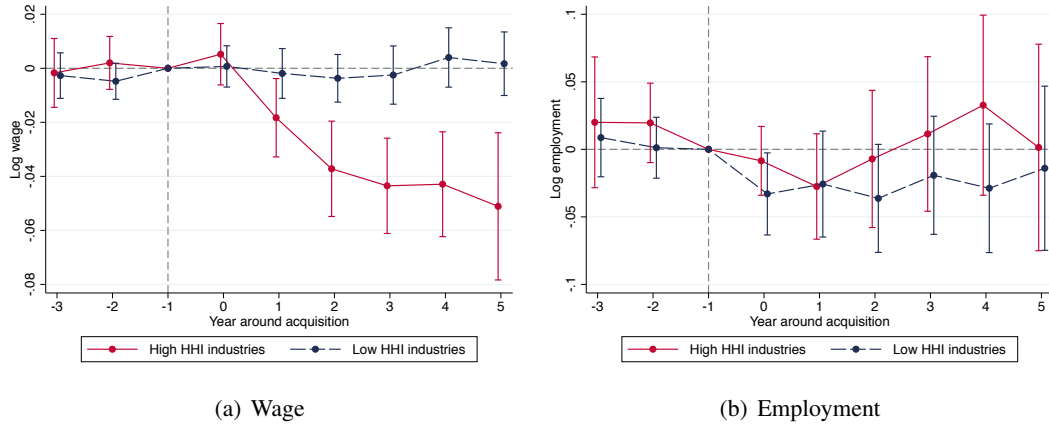 .02
0
-.02
-.04
-.06
-.08
Log wage
-3 -2 -1 0 1 2 3 4 5
Year around acquisition
High HHI industries Low HHI industries
(a) Wage
.1
.05
0
-.05
-.1
Log employment
-3 -2 -1 0 1 2 3 4 5
Year around acquisition
High HHI industries Low HHI industries
(b) Employment